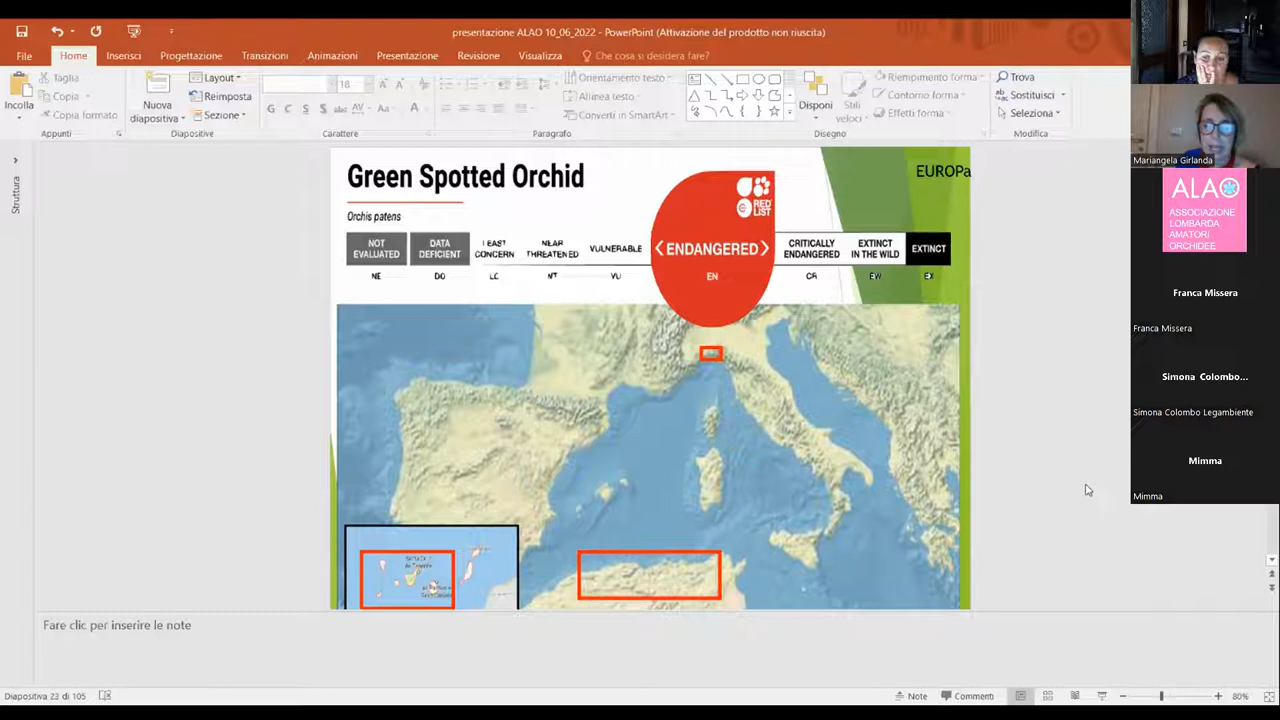 presentazione ALAO 10_06_2022 - PowerPoint (Attivazione del prodotto non riuscita)
File
Home
Inserisci
Progettazione
Transizioni
Animazioni
Presentazione
Revisione
Visualizza
Che cosa si desidera fare?
Incolla
Taglia
Copia
Copia formato
Appunti
Nuova
diapositiva
Layout
Reimposta
Sezione
Diapositive
18
G C S abc AV Aa A
Carattere
Orientamento testo
Allinea testo
Converti in SmartArt
Paragrafo
Disponi
Stili
veloci
Riempimento forma
Contorno forma
Effetti forma
Disegno
Trova
Sostituisci
Seleziona
Modifica
Struttura
Green Spotted Orchid
Orchis patens
EUROPa
RED
LIST
NOT
EVALUATED
DATA
DEFICIENT
LEAST
CONCERN
NEAR
THREATENED
VULNERABLE
<ENDANGERED>
CRITICALLY
ENDANGERED
EXTINCT
IN THE WILD
EXTINCT
NE
DD
LC
NT
VU
EN
CR
EW
EX
Mariangela Girlanda
ALAO
ASSOCIAZIONE
LOMBARDA
AMATORI
ORCHIDEE
Franca Missera
Franca Missera
Simona Colombo...
Simona Colombo Legambiente
Mimma
Mimma
Fare clic per inserire le note
Diapositiva 23 di 105
Note
Commenti
80%